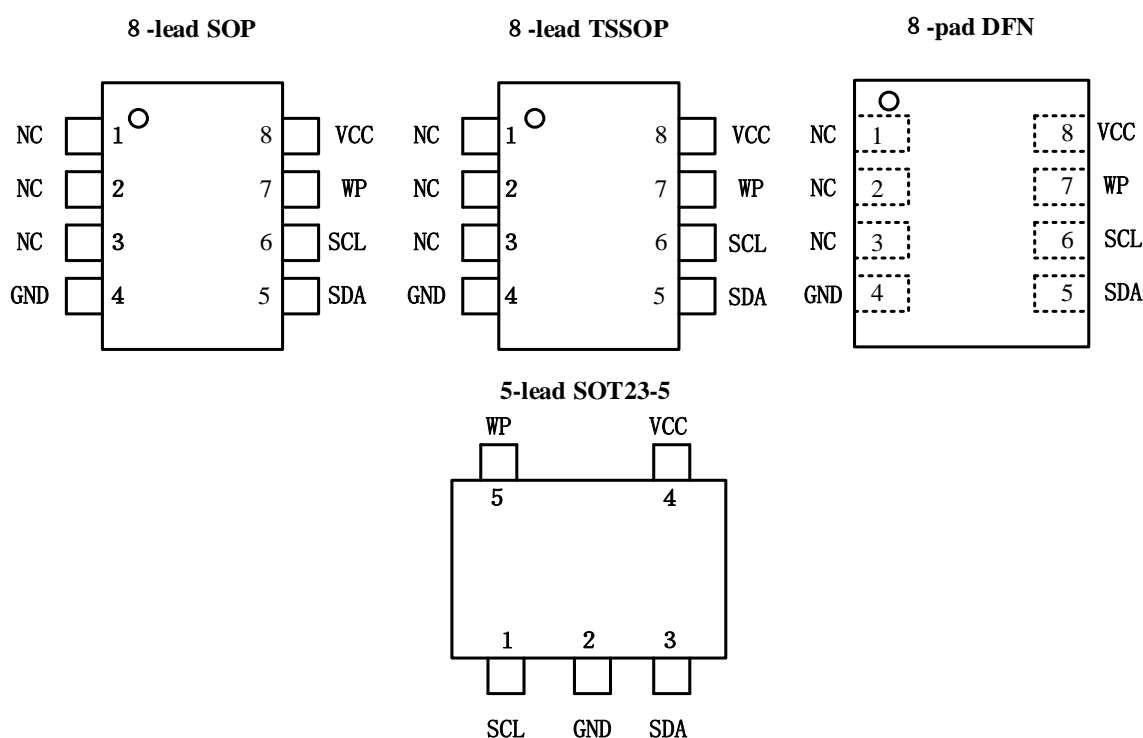 8 -lead SOP
8 -lead TSSOP
8 -pad DFN
NC 1 8 VCC
NC 2 7 WP
NC 3 6 SCL
GND 4 5 SDA
NC 1 8 VCC
NC 2 7 WP
NC 3 6 SCL
GND 4 5 SDA
NC 1 8 VCC
NC 2 7 WP
NC 3 6 SCL
GND 4 5 SDA
5-lead SOT23-5
WP VCC
5 4
1 2 3
SCL GND SDA